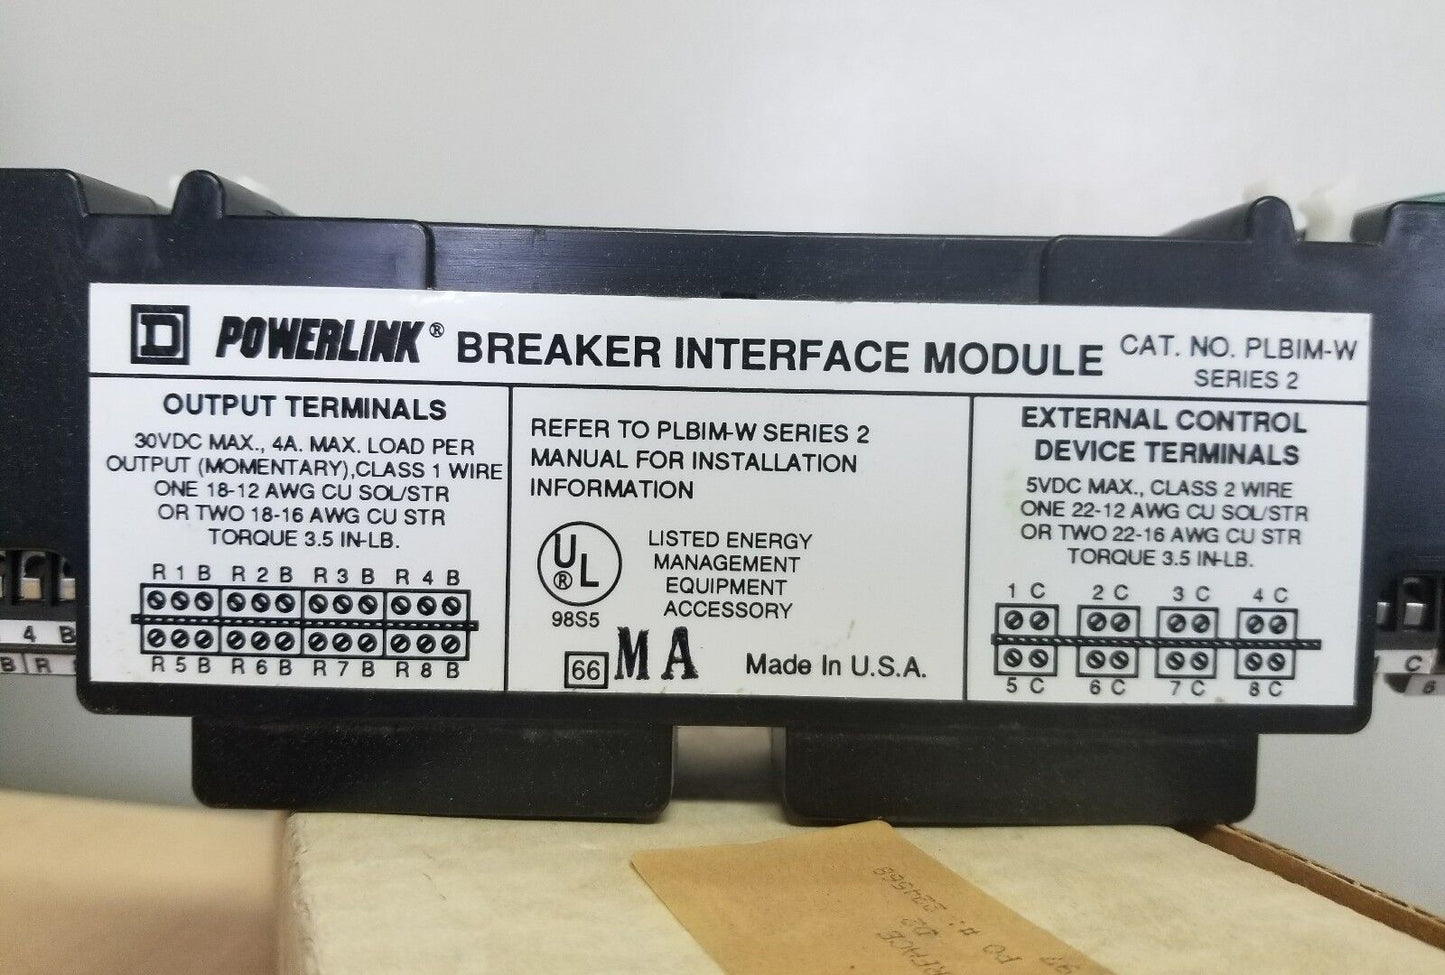 D POWERLINK® BREAKER INTERFACE MODULE CAT. NO. PLBIM-W
SERIES 2
OUTPUT TERMINALS
30VDC MAX., 4A. MAX. LOAD PER
OUTPUT (MOMENTARY),CLASS 1 WIRE
ONE 18-12 AWG CU SOL/STR
OR TWO 18-16 AWG CU STR
TORQUE 3.5 IN-LB.
R 1 B R 2 B R 3 B R 4 B
R 5 B R 6 B R 7 B R 8 B
REFER TO PLBIM-W SERIES 2
MANUAL FOR INSTALLATION
INFORMATION
UL ®
98S5
LISTED ENERGY
MANAGEMENT
EQUIPMENT
ACCESSORY
66 MA Made In U.S.A.
EXTERNAL CONTROL
DEVICE TERMINALS
5VDC MAX., CLASS 2 WIRE
ONE 22-12 AWG CU SOL/STR
OR TWO 22-16 AWG CU STR
TORQUE 3.5 IN-LB.
1 C 2 C 3 C 4 C
5 C 6 C 7 C 8 C
4 B
B R
C
PO #: